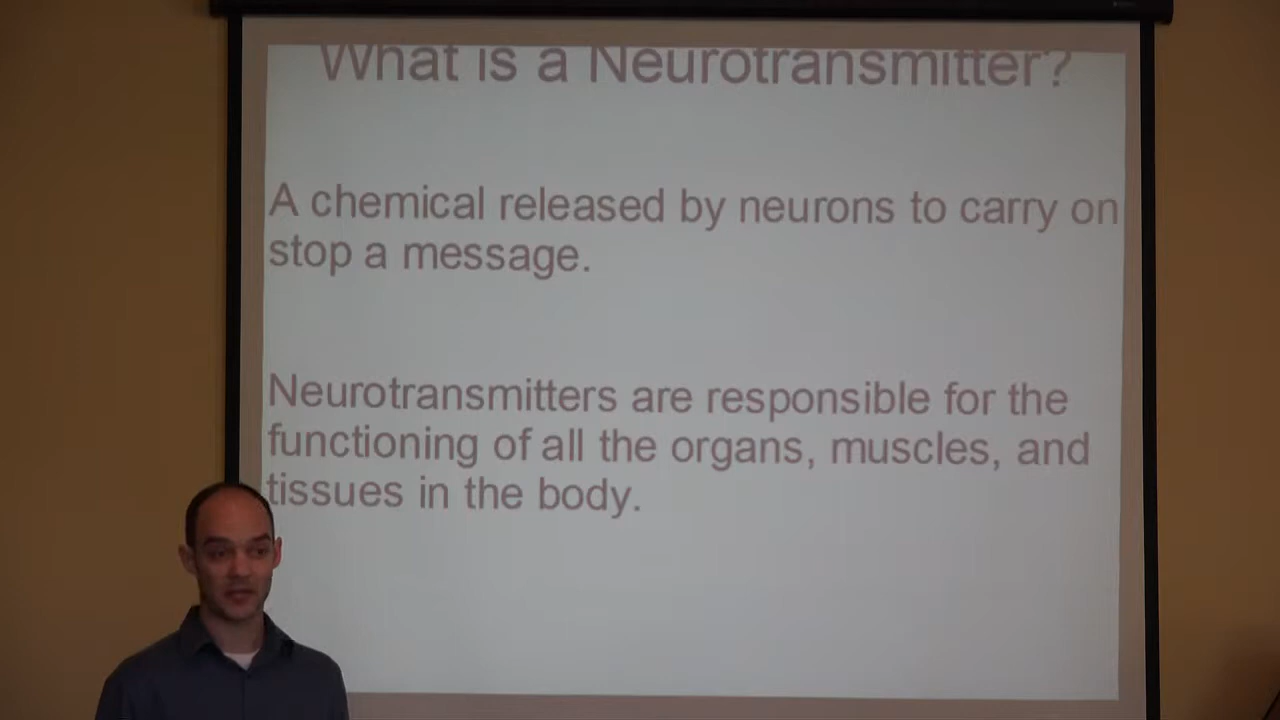 What is a Neurotransmitter?
A chemical released by neurons to carry on
stop a message.
Neurotransmitters are responsible for the
functioning of all the organs, muscles, and
tissues in the body.